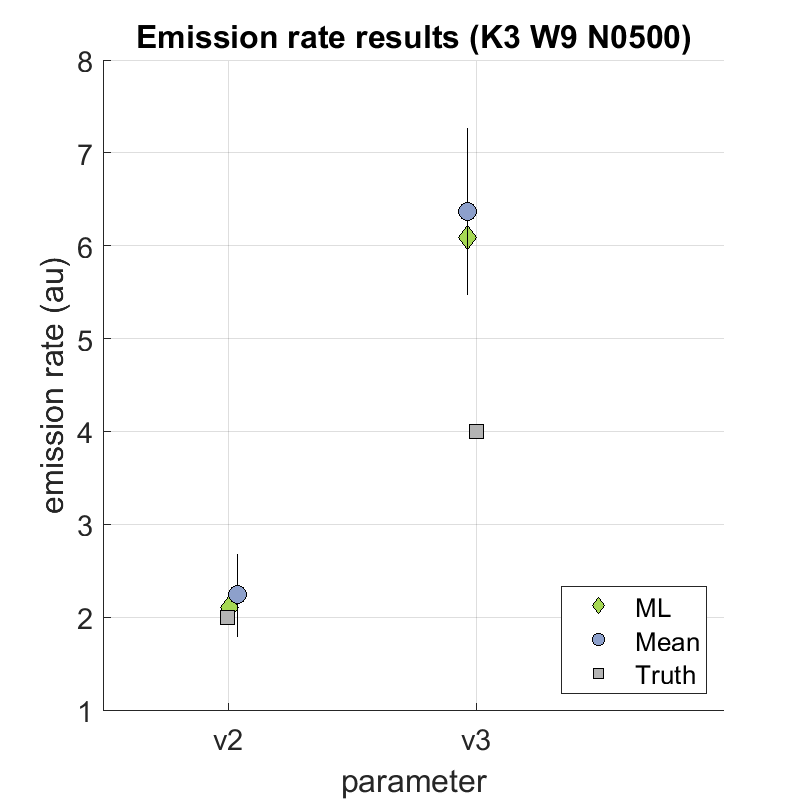 Emission rate results (K3 W9 N0500)
8
7
6
5
4
3
2
1
emission rate (au)
v2
v3
parameter
ML
Mean
Truth